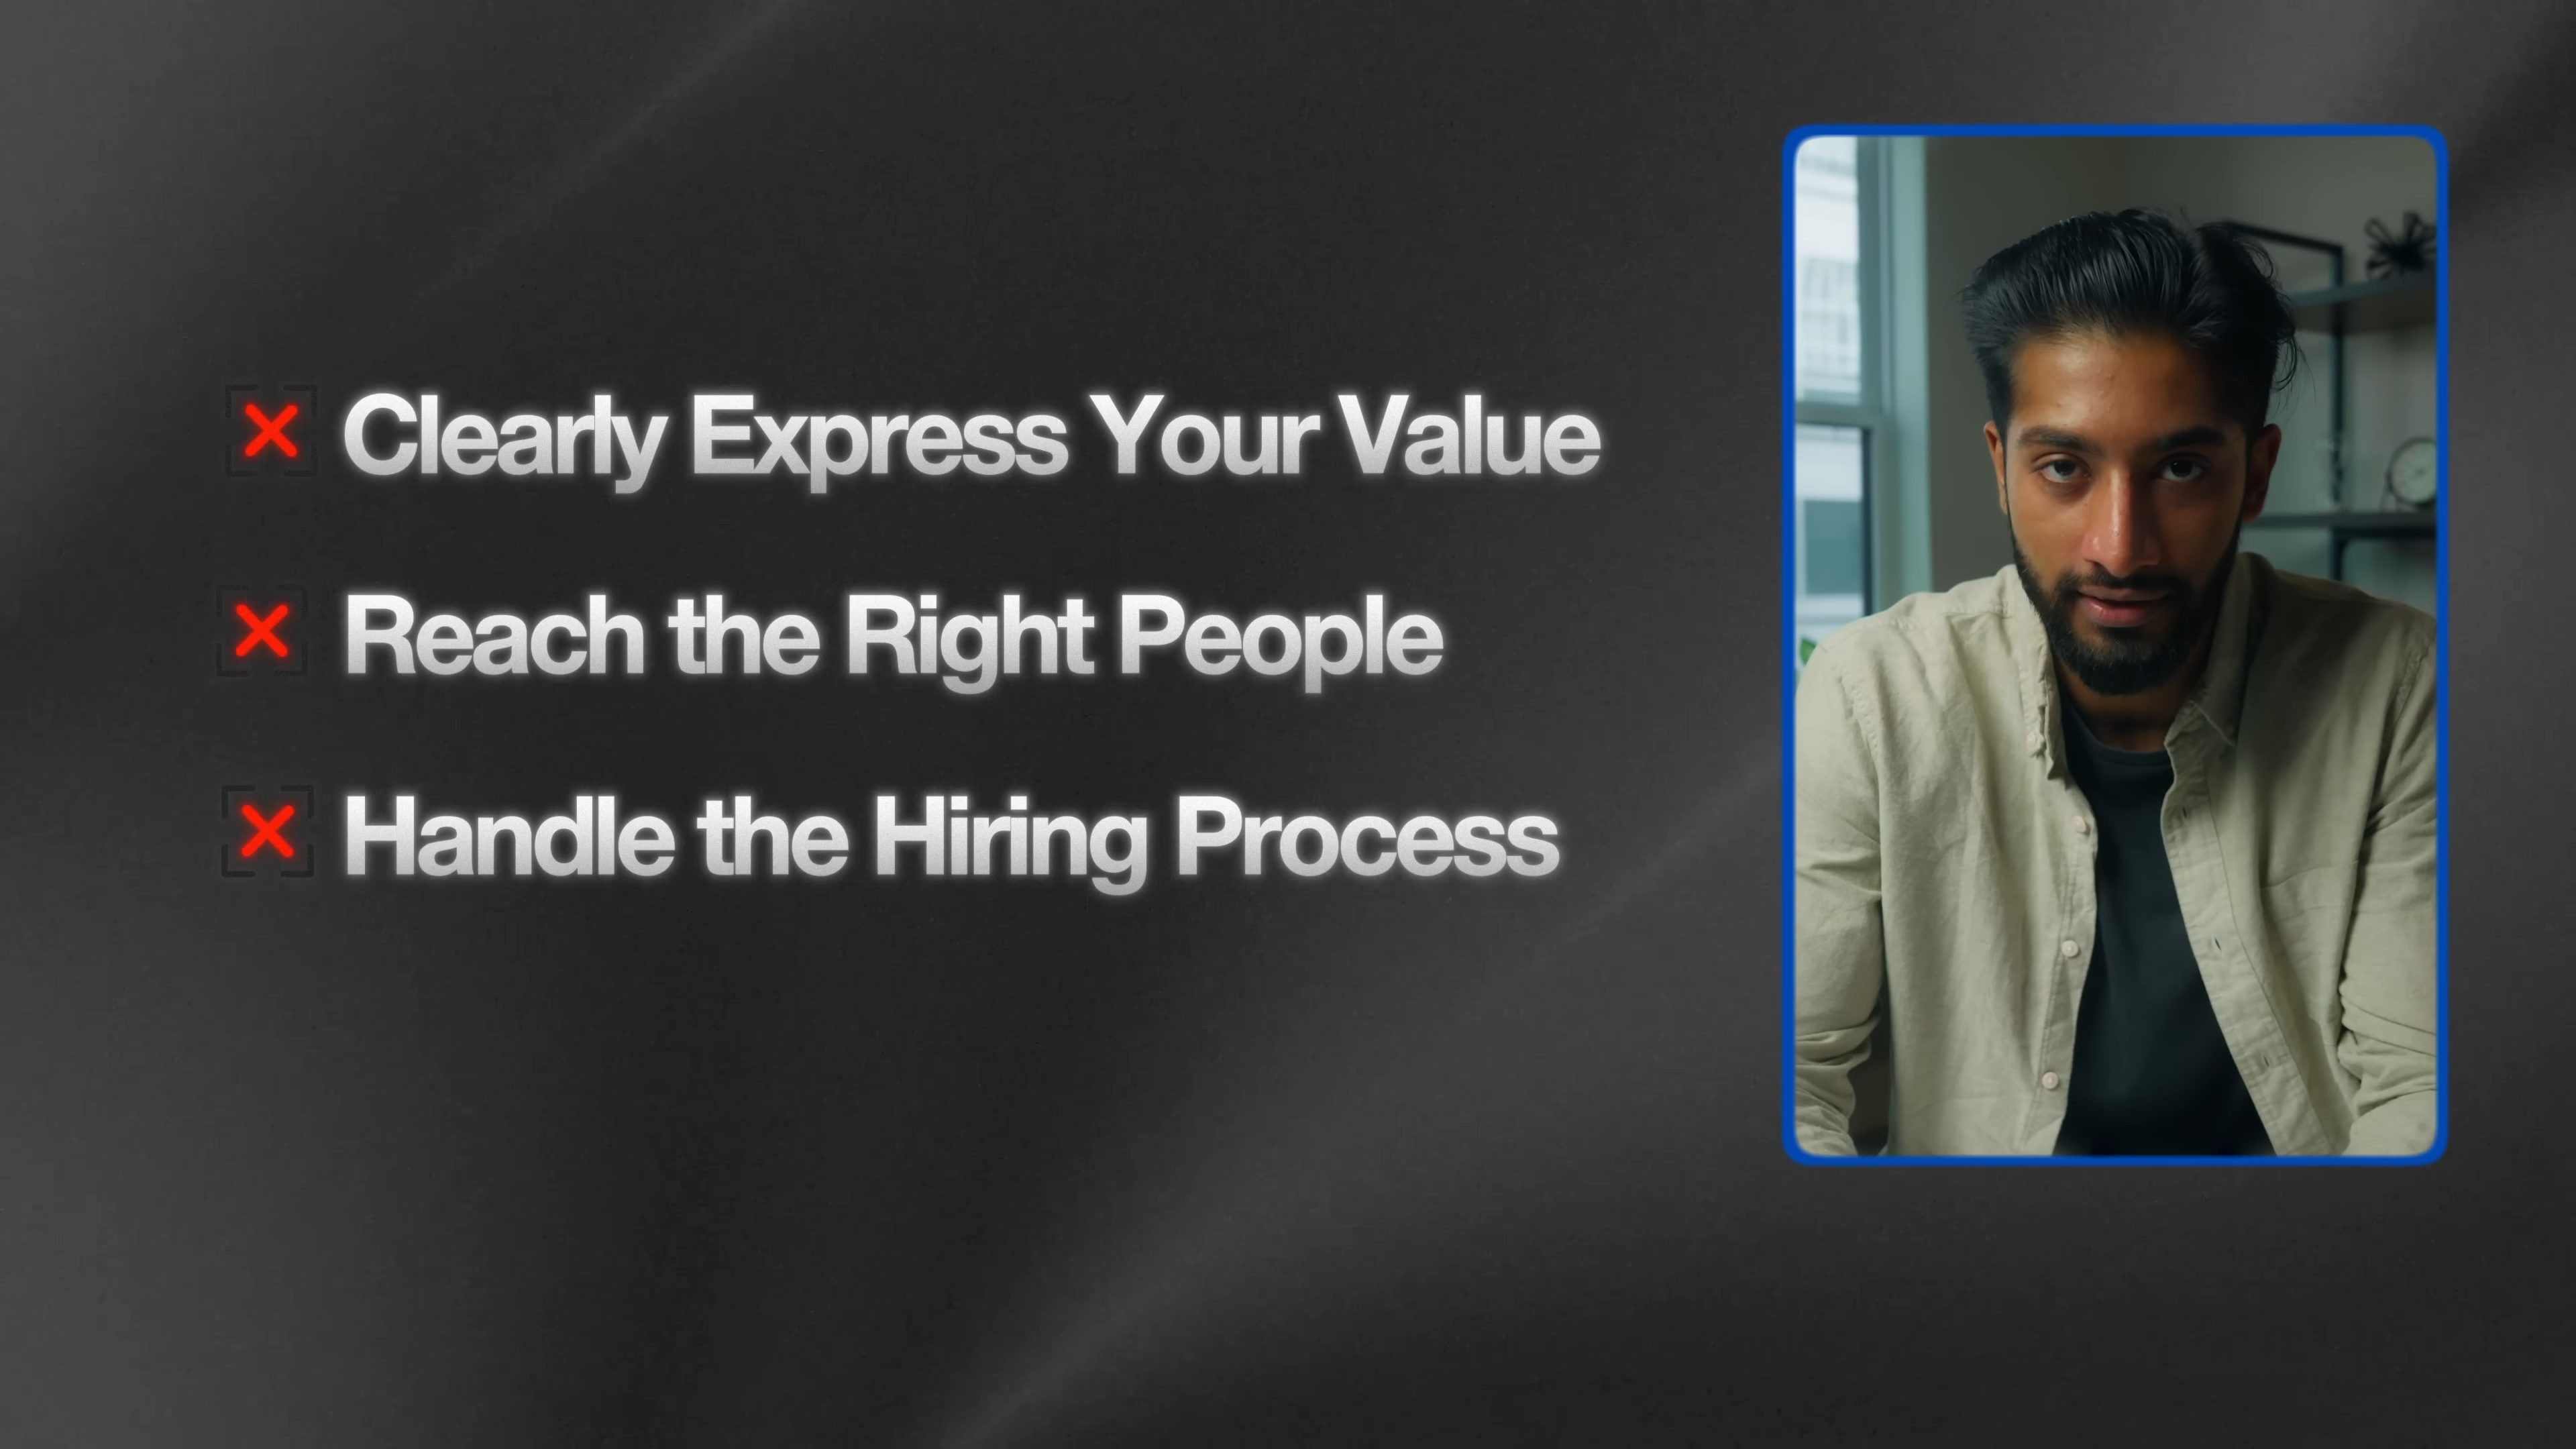 Clearly Express Your Value
Reach the Right People
Handle the Hiring Process